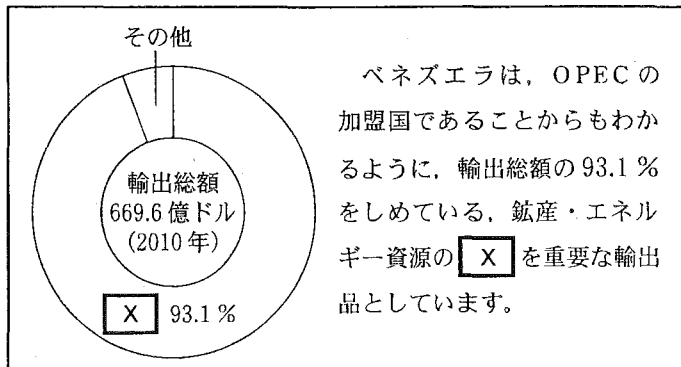 その他
輸出総額
669.6億ドル
(2010年)
X 93.1%
ベネズエラは，OPECの
加盟国であることからもわか
るように，輸出総額の93.1%
をしめている，鉱産・エネル
ギー資源の X を重要な輸出
品としています。